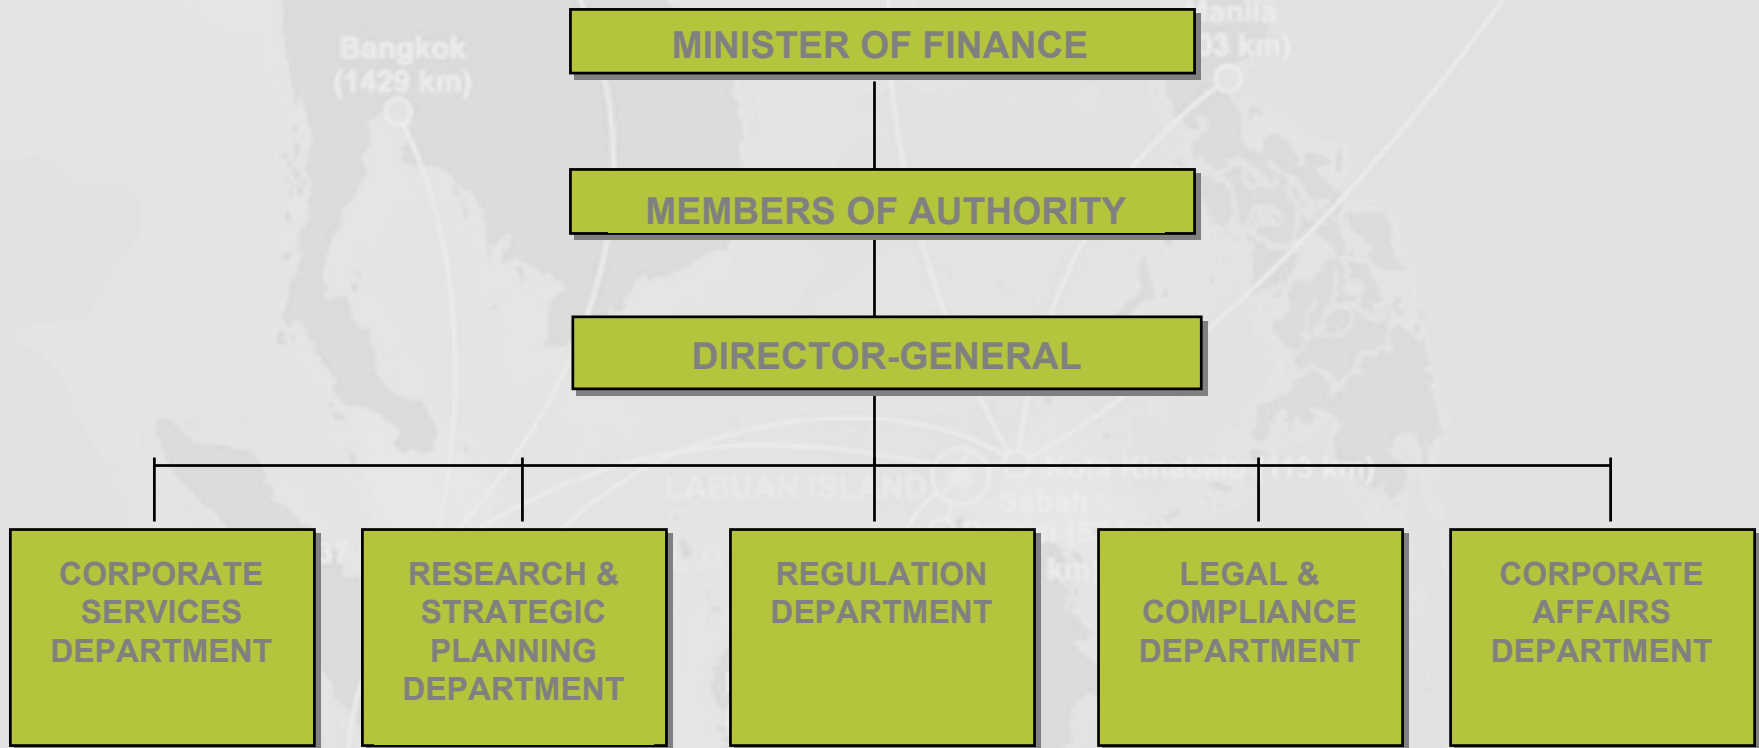 Bangkok
(1429 km)
MINISTER OF FINANCE
MEMBERS OF AUTHORITY
DIRECTOR-GENERAL
LABUAN ISLAND
Sabah
CORPORATE
SERVICES
DEPARTMENT
RESEARCH &
STRATEGIC
PLANNING
DEPARTMENT
REGULATION
DEPARTMENT
LEGAL &
COMPLIANCE
DEPARTMENT
CORPORATE
AFFAIRS
DEPARTMENT